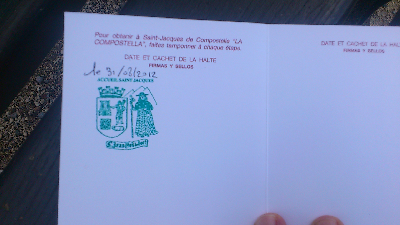 Pour obtenir à Saint-Jacques de Compostelle "LA
COMPOSTELLA", faites tamponner à chaque étape.
DATE ET CACHET DE LA HALTE
FIRMAS Y SELLOS
le 31/08/2012
ACCUEIL SAINT JACQUES
DATE ET CACHET DE LA HALTE
FIRMAS Y SELLOS